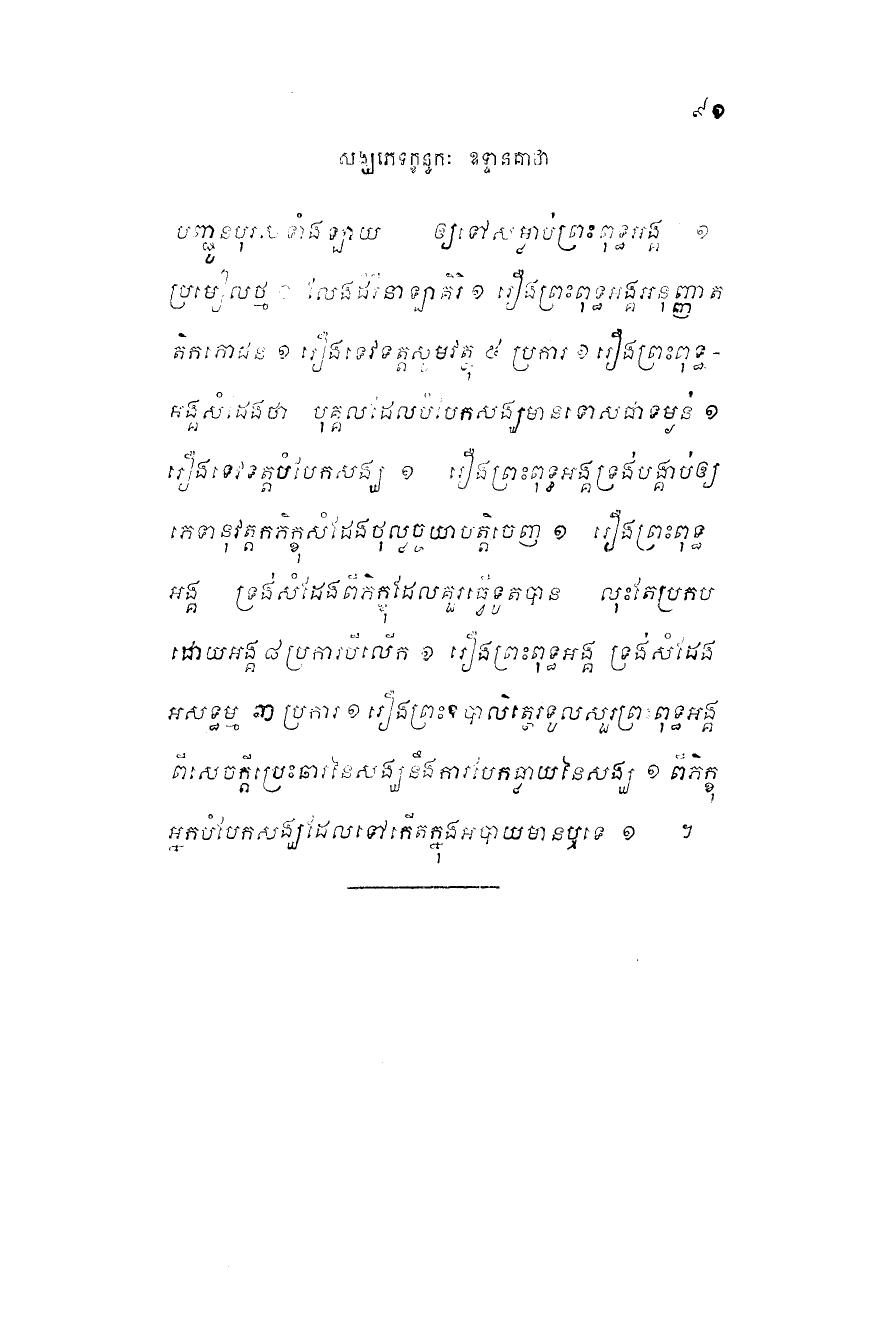 ៩១
សង្ឃភេទក្ខន្ធកៈ ឧទ្ទានគាថា
បញ្ជូនបុរស ទាំងឡាយ ឲ្យទៅសម្លាប់ព្រះពុទ្ធអង្គ ១
ប្រមៀលថ្ម ១ លែងដំរីនាឡាគិរិ ១ រឿងព្រះពុទ្ធអង្គអនុញ្ញាត
តិកភោជន ១ រឿងទេវទត្តសូមវត្ថុ ៥ ប្រការ ១ រឿងព្រះពុទ្ធ-
អង្គសំដែងថា បុគ្គលដែលបំបែកសង្ឃមានទោសជាទម្ងន់ ១
រឿងទេវទត្តបំបែកសង្ឃ ១ រឿងព្រះពុទ្ធអង្គទ្រង់បង្គាប់ឲ្យ
ភេទានុវត្តកភិក្ខុសំដែងថុល្លច្ចយាបត្តិចេញ ១ រឿងព្រះពុទ្ធ
អង្គ ទ្រង់សំដែងពីភិក្ខុដែលគួរធ្វើទូតបាន លុះតែប្រកប
ដោយអង្គ ៨ ប្រការបីលើក ១ រឿងព្រះពុទ្ធអង្គ ទ្រង់សំដែង
អសទ្ធម្ម ៣ ប្រការ ១ រឿងព្រះឧបាលិត្ថេរទូលសួរព្រះពុទ្ធអង្គ
ពីសេចក្តីប្រេះឆារនៃសង្ឃនឹងការបែកធ្លាយនៃសង្ឃ ១ ពីភិក្ខុ
អ្នកបំបែកសង្ឃដែលទៅកើតក្នុងអបាយមានឬទេ ១ ។